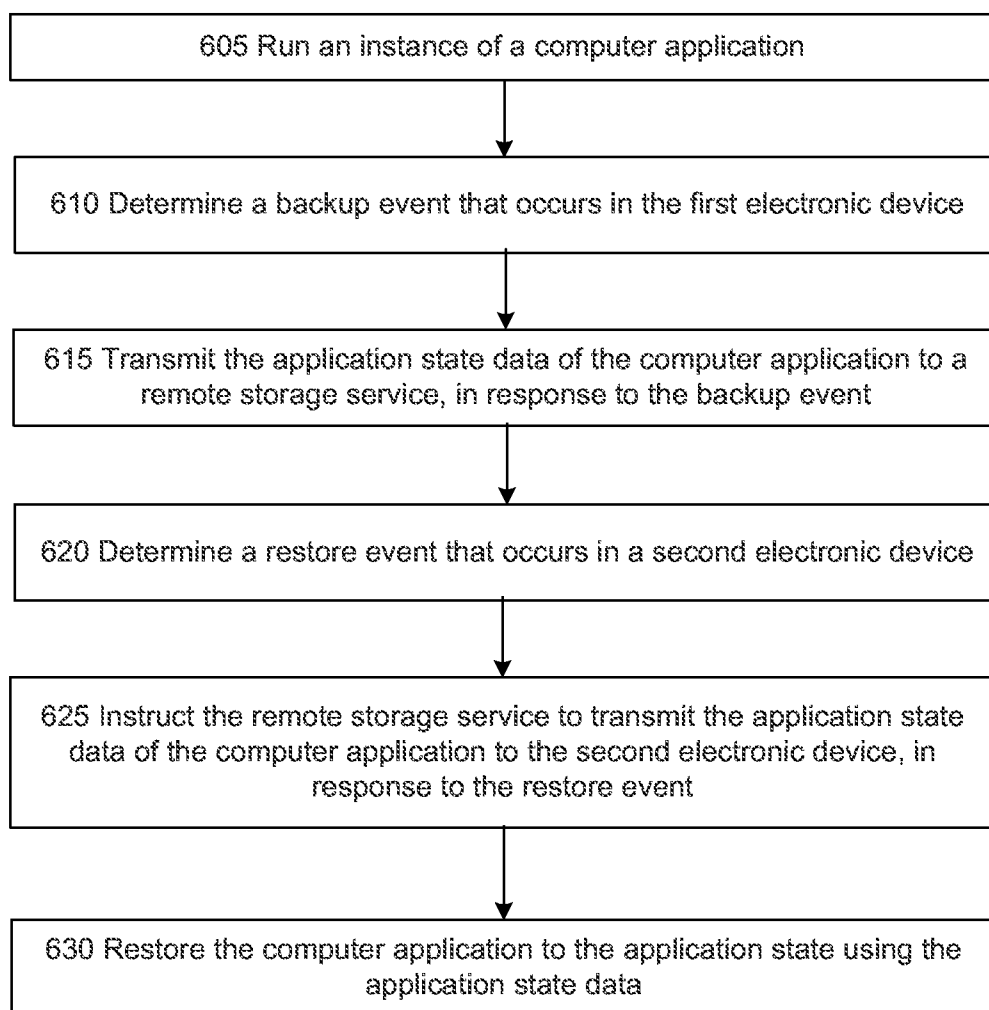 605 Run an instance of a computer application
610 Determine a backup event that occurs in the first electronic device
615 Transmit the application state data of the computer application to a
remote storage service, in response to the backup event
620 Determine a restore event that occurs in a second electronic device
625 Instruct the remote storage service to transmit the application state
data of the computer application to the second electronic device, in
response to the restore event
630 Restore the computer application to the application state using the
application state data